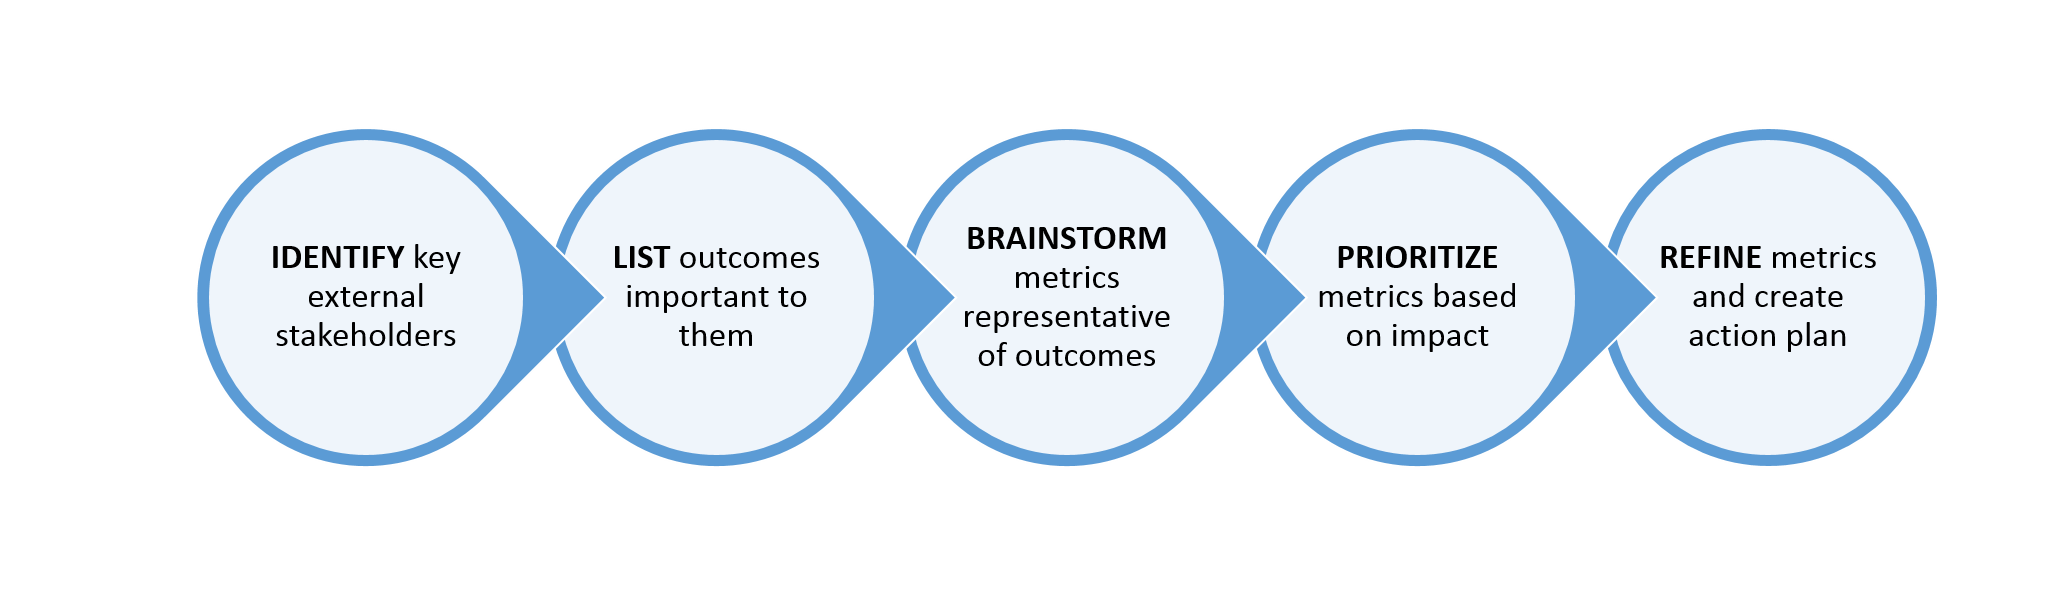 IDENTIFY key
external
stakeholders
LIST outcomes
important to
them
BRAINSTORM
metrics
representative
of outcomes
PRIORITIZE
metrics based
on impact
REFINE metrics
and create
action plan